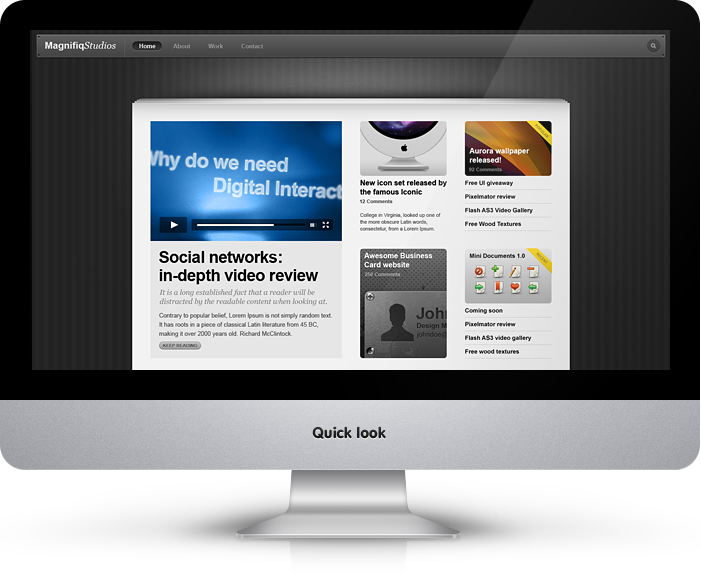 MagnifiqStudios
Home About Work Contact
Why do we need
Digital Interact
Social networks:
in-depth video review
It is a long established fact that a reader will be
distracted by the readable content when looking at.
Contrary to popular belief, Lorem Ipsum is not simply random text.
It has roots in a piece of classical Latin literature from 45 BC,
making it over 2000 years old. Richard McClintock.
KEEP READING
New icon set released by
the famous Iconic
12 Comments
College in Virginia, looked up one of
the more obscure Latin words,
consectetur, from a Lorem Ipsum.
Awesome Business
Card website
350 Comments
John
Design M
johndoe@
Aurora wallpaper
released!
92 Comments
Free UI giveaway
Pixelmator review
Flash AS3 Video Gallery
Free Wood Textures
Mini Documents 1.0
Coming soon
Pixelmator review
Flash AS3 video gallery
Free wood textures
Quick look